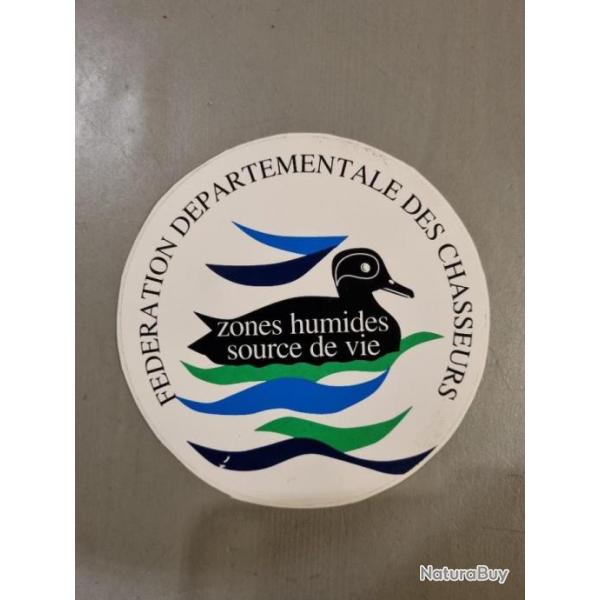 FEDERATION DEPARTEMENTALE DES CHASSEURS
zones humides
source de vie
NaturaBuy